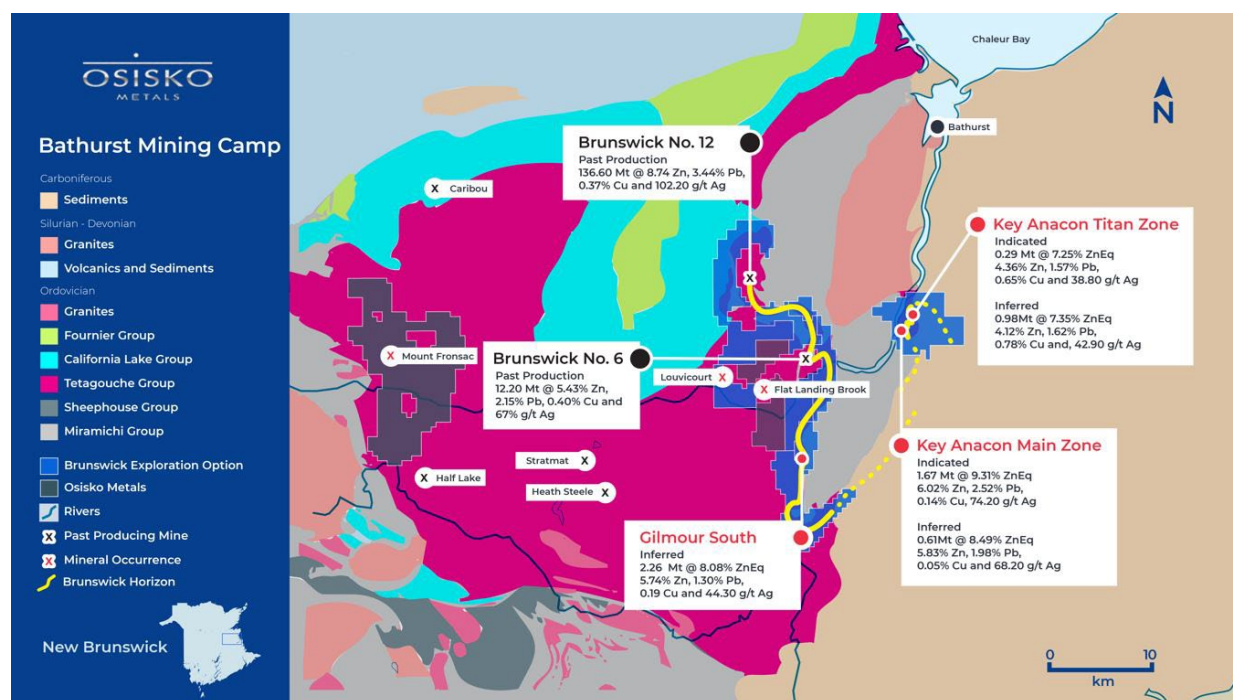 OSISKO
METALS
Bathurst Mining Camp
Carboniferous
Sediments
Silurian - Devonian
Granites
Volcanics and Sediments
Ordovician
Granites
Fournier Group
California Lake Group
Tetagouche Group
Sheephouse Group
Miramichi Group
Brunswick Exploration Option
Osisko Metals
Rivers
X Past Producing Mine
X Mineral Occurrence
Brunswick Horizon
New Brunswick
Chaleur Bay
N
Bathurst
Brunswick No. 12
Past Production
136.60 Mt @ 8.74 Zn, 3.44% Pb,
0.37% Cu and 102.20 g/t Ag
X Caribou
Key Anacon Titan Zone
Indicated
0.29 Mt @ 7.25% ZnEq
4.36% Zn, 1.57% Pb,
0.65% Cu and 38.80 g/t Ag
Inferred
0.98Mt @ 7.35% ZnEq
4.12% Zn, 1.62% Pb,
0.78% Cu and, 42.90 g/t Ag
X
X Mount Fronsac
Brunswick No. 6
Past Production
12.20 Mt @ 5.43% Zn,
2.15% Pb, 0.40% Cu and
67% g/t Ag
X
Louvicourt X
X Flat Landing Brook
Key Anacon Main Zone
Indicated
1.67 Mt @ 9.31% ZnEq
6.02% Zn, 2.52% Pb,
0.14% Cu, 74.20 g/t Ag
Inferred
0.61Mt @ 8.49% ZnEq
5.83% Zn, 1.98% Pb,
0.05% Cu and 68.20 g/t Ag
Stratmat X
X Half Lake
Heath Steele X
Gilmour South
Inferred
2.26 Mt @ 8.08% ZnEq
5.74% Zn, 1.30% Pb,
0.19 Cu and 44.30 g/t Ag
0 10
km